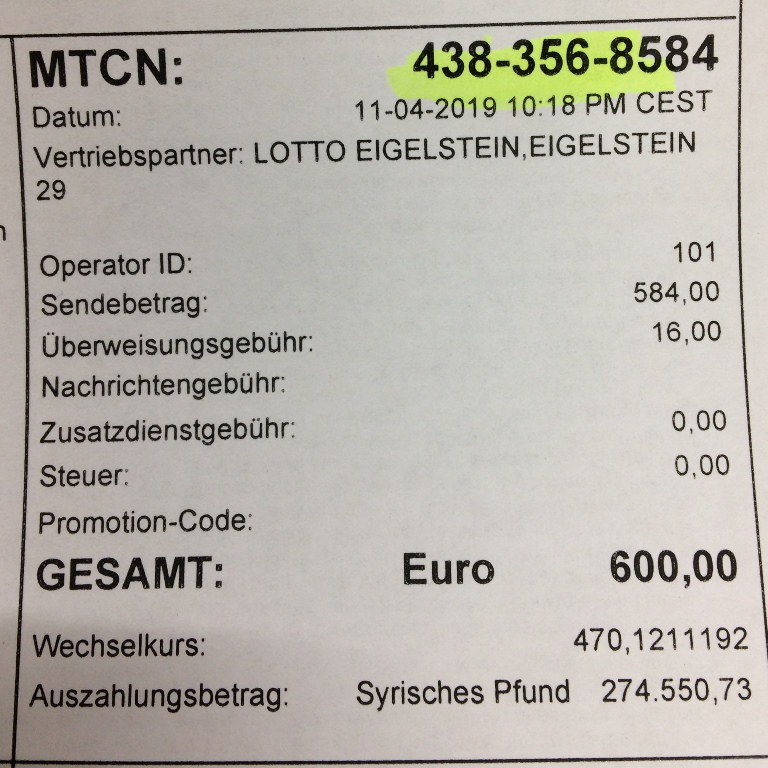 MTCN: 438-356-8584
Datum: 11-04-2019 10:18 PM CEST
Vertriebspartner: LOTTO EIGELSTEIN,EIGELSTEIN
29
Operator ID: 101
Sendebetrag: 584,00
Überweisungsgebühr: 16,00
Nachrichtengebühr:
Zusatzdienstgebühr: 0,00
Steuer: 0,00
Promotion-Code:
GESAMT: Euro 600,00
Wechselkurs: 470,1211192
Auszahlungsbetrag: Syrisches Pfund 274.550,73